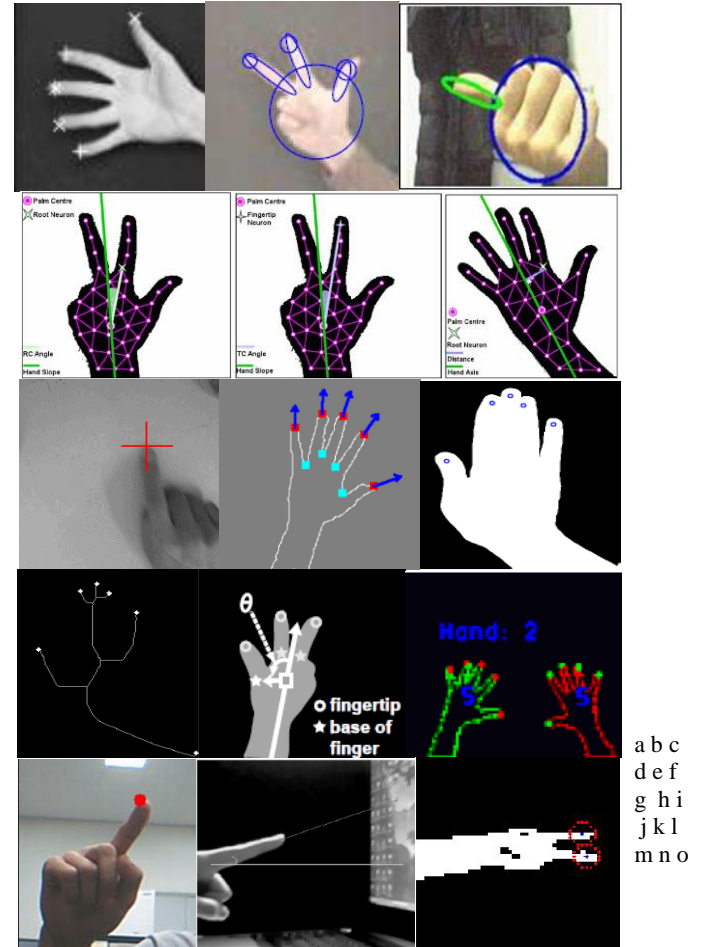 Palm Centre
Root Neuron
RC Angle
Hand Slope
Palm Centre
Fingertip
Neuron
TC Angle
Hand Slope
Palm Centre
Root Neuron
Distance
Hand Axis
θ
fingertip
base of
finger
Hand: 2
5 5
a b c
d e f
g h i
j k l
m n o